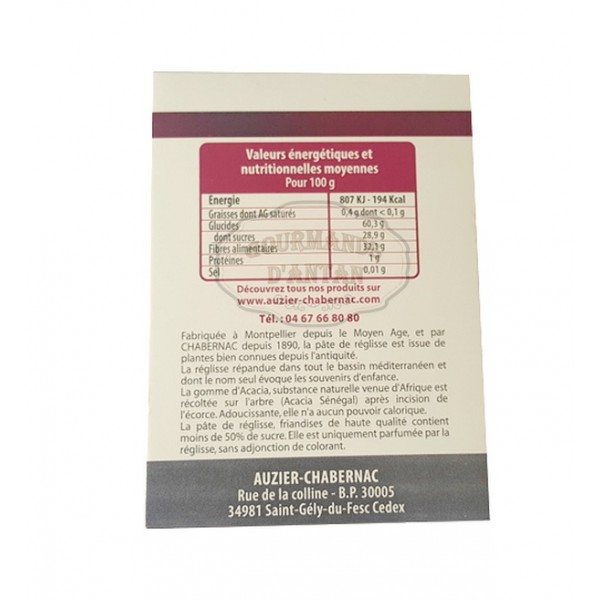 Valeurs énergétiques et
nutritionnelles moyennes
Pour 100 g
Energie 807 KJ - 194 Kcal
Graisses dont AG saturés 0,4 g dont < 0,1 g
Glucides 60,3 g
dont sucres 28,9 g
Fibres alimentaires 32,1 g
Protéines 1 g
Sel 0,01 g
GOURMANDS
D'ANTAN
Découvrez tous nos produits sur
www.auzier-chabernac.com
Tél. : 04 67 66 80 80
Fabriquée à Montpellier depuis le Moyen Age, et par
CHABERNAC depuis 1890, la pâte de réglisse est issue de
plantes bien connues depuis l'antiquité.
La réglisse répandue dans tout le bassin méditerranéen et
dont le nom seul évoque les souvenirs d'enfance.
La gomme d'Acacia, substance naturelle venue d'Afrique est
récoltée sur l'arbre (Acacia Sénégal) après incision de
l'écorce. Adoucissante, elle n'a aucun pouvoir calorique.
La pâte de réglisse, friandises de haute qualité contient
moins de 50% de sucre. Elle est uniquement parfumée par la
réglisse, sans adjonction de colorant.
AUZIER-CHABERNAC
Rue de la colline - B.P. 30005
34981 Saint-Gély-du-Fesc Cedex